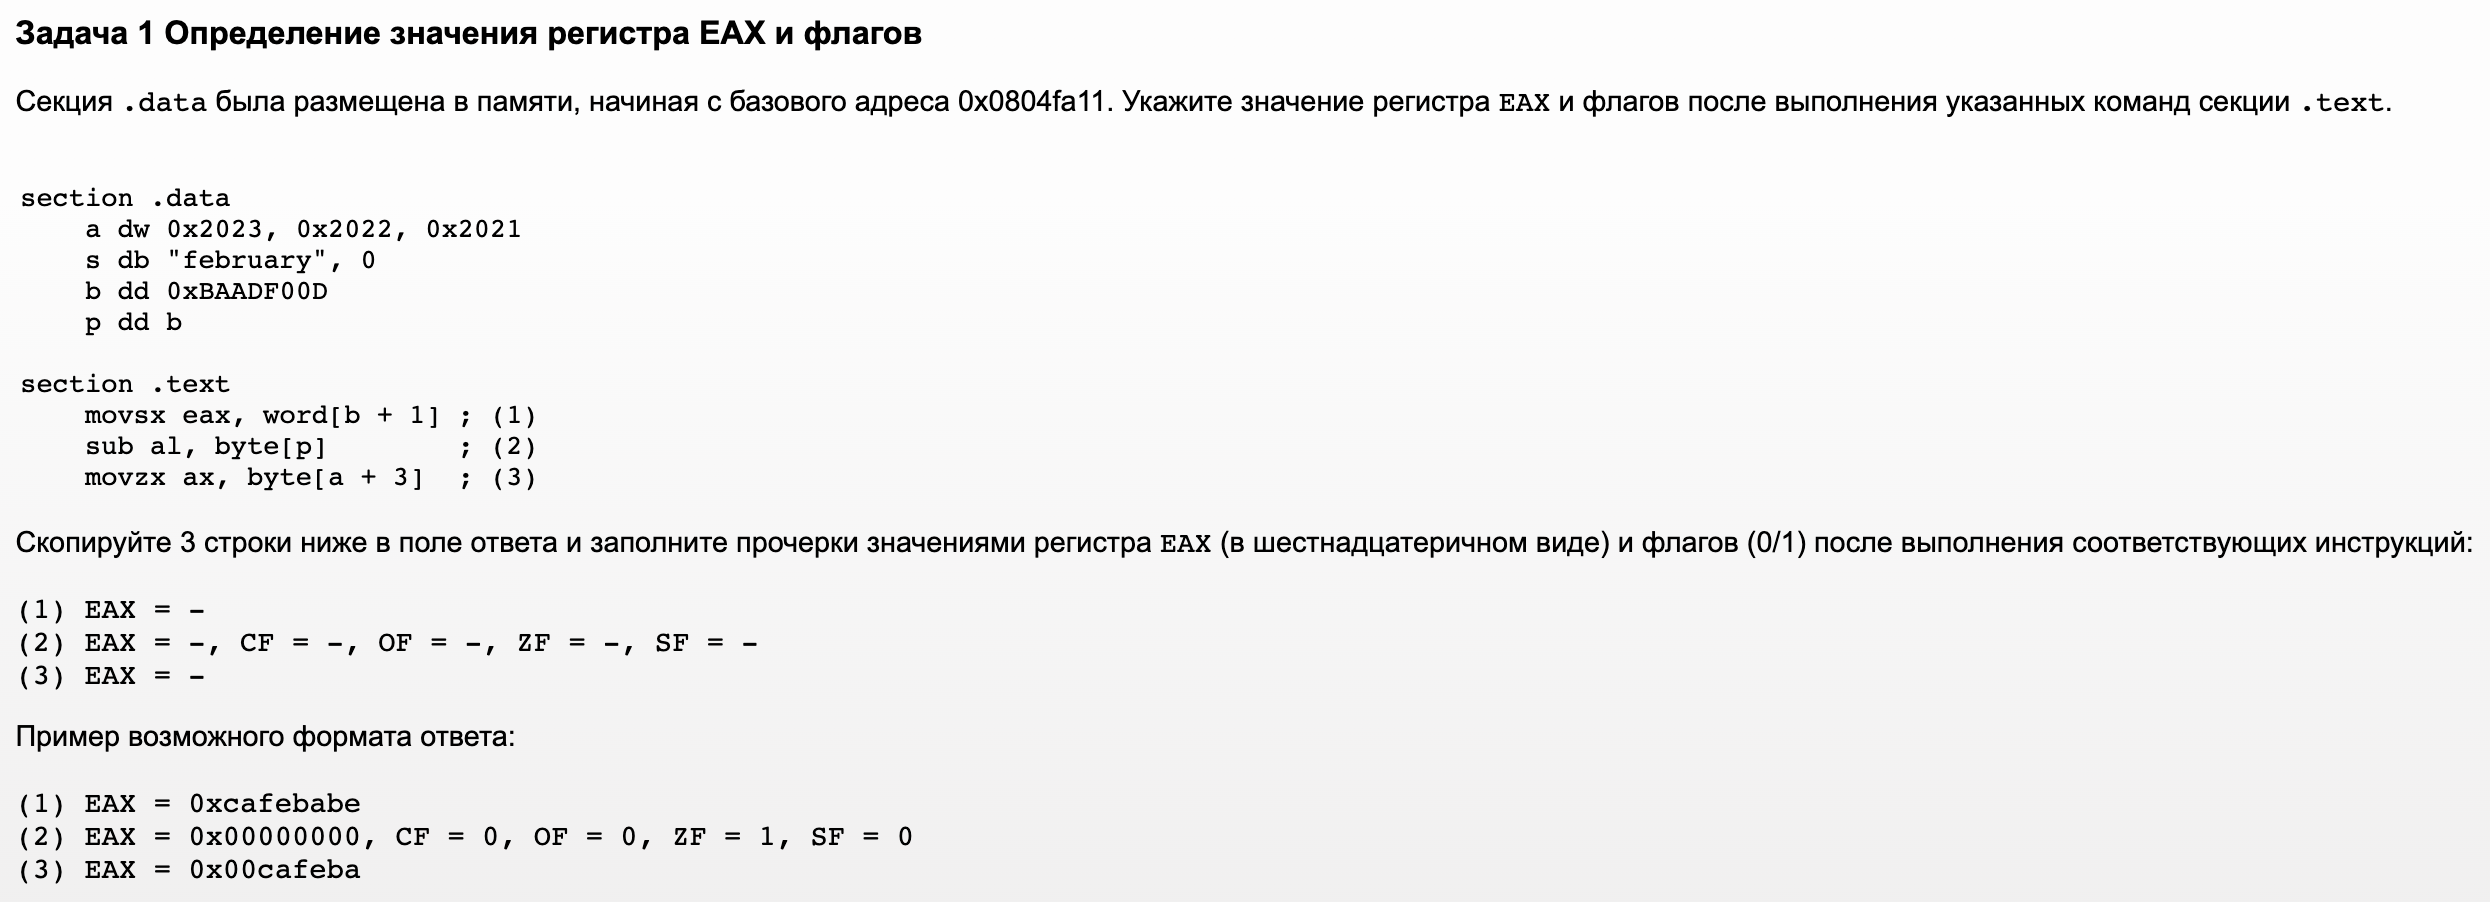 Задача 1 Определение значения регистра EAX и флагов
Секция .data была размещена в памяти, начиная с базового адреса 0x0804fa11. Укажите значение регистра EAX и флагов после выполнения указанных команд секции .text.
section .data
    a dw 0x2023, 0x2022, 0x2021
    s db "february", 0
    b dd 0xBAADF00D
    p dd b
section .text
    movsx eax, word[b + 1] ; (1)
    sub al, byte[p]        ; (2)
    movzx ax, byte[a + 3]  ; (3)
Скопируйте 3 строки ниже в поле ответа и заполните прочерки значениями регистра EAX (в шестнадцатеричном виде) и флагов (0/1) после выполнения соответствующих инструкций:
(1) EAX = -
(2) EAX = -, CF = -, OF = -, ZF = -, SF = -
(3) EAX = -
Пример возможного формата ответа:
(1) EAX = 0xcafebabe
(2) EAX = 0x00000000, CF = 0, OF = 0, ZF = 1, SF = 0
(3) EAX = 0x00cafeba